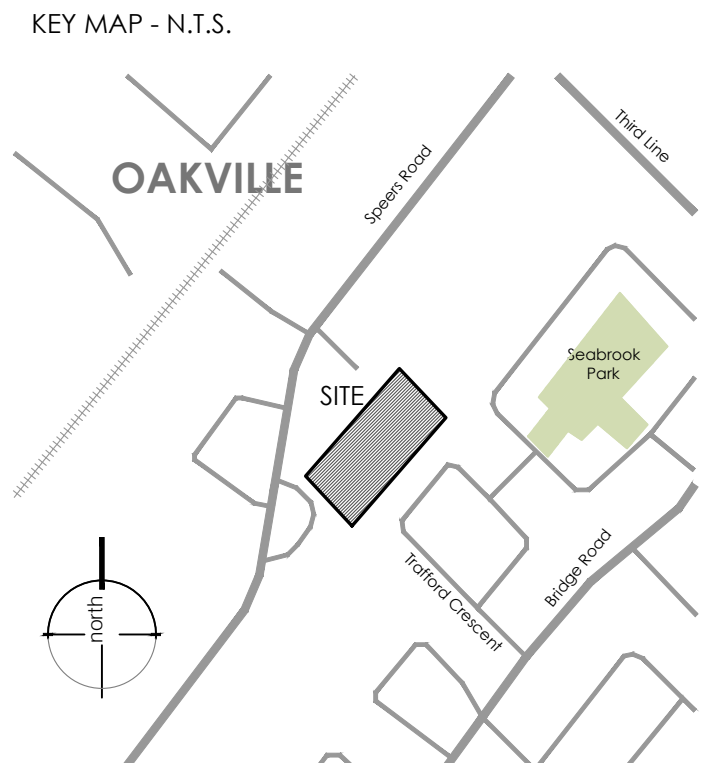 KEY MAP - N.T.S.
Third Line
OAKVILLE
Speers Road
Seabrook
Park
SITE
Trafford Crescent
Bridge Road
north